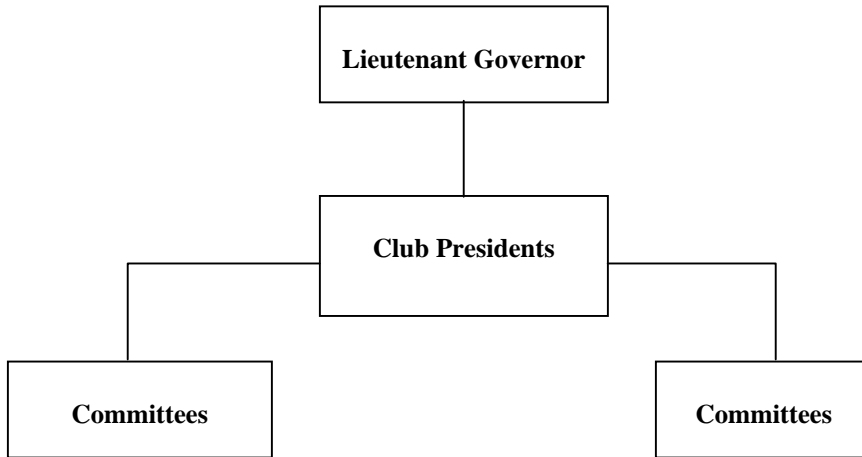 Lieutenant Governor
Club Presidents
Committees
Committees